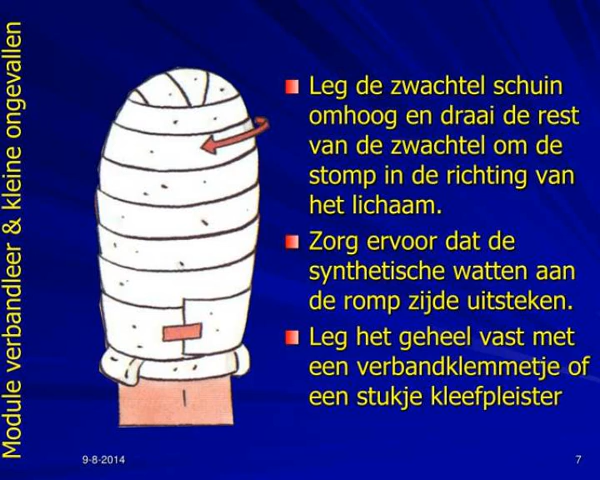 Module verbandleer & kleine ongevallen
Leg de zwachtel schuin
omhoog en draai de rest
van de zwachtel om de
stomp in de richting van
het lichaam.
Zorg ervoor dat de
synthetische watten aan
de romp zijde uitsteken.
Leg het geheel vast met
een verbandklemmetje of
een stukje kleefpleister
9-8-2014
7